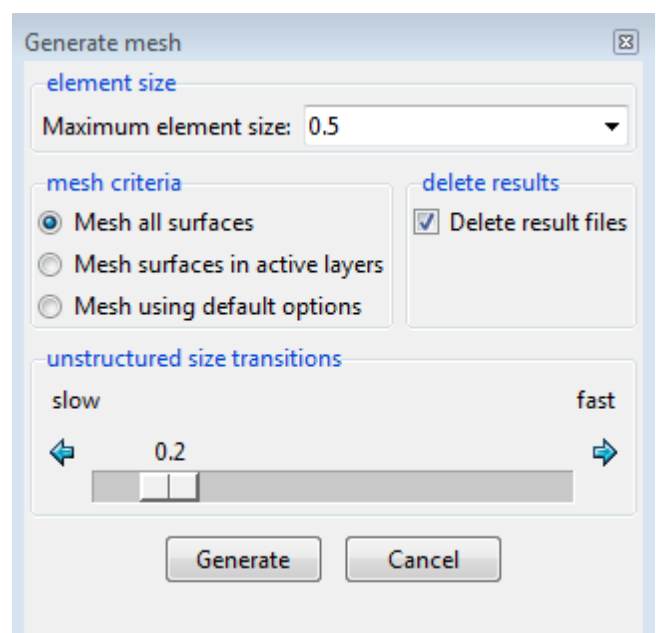 Generate mesh
element size
Maximum element size: 0.5
mesh criteria
Mesh all surfaces
Mesh surfaces in active layers
Mesh using default options
delete results
Delete result files
unstructured size transitions
slow fast
0.2
Generate Cancel